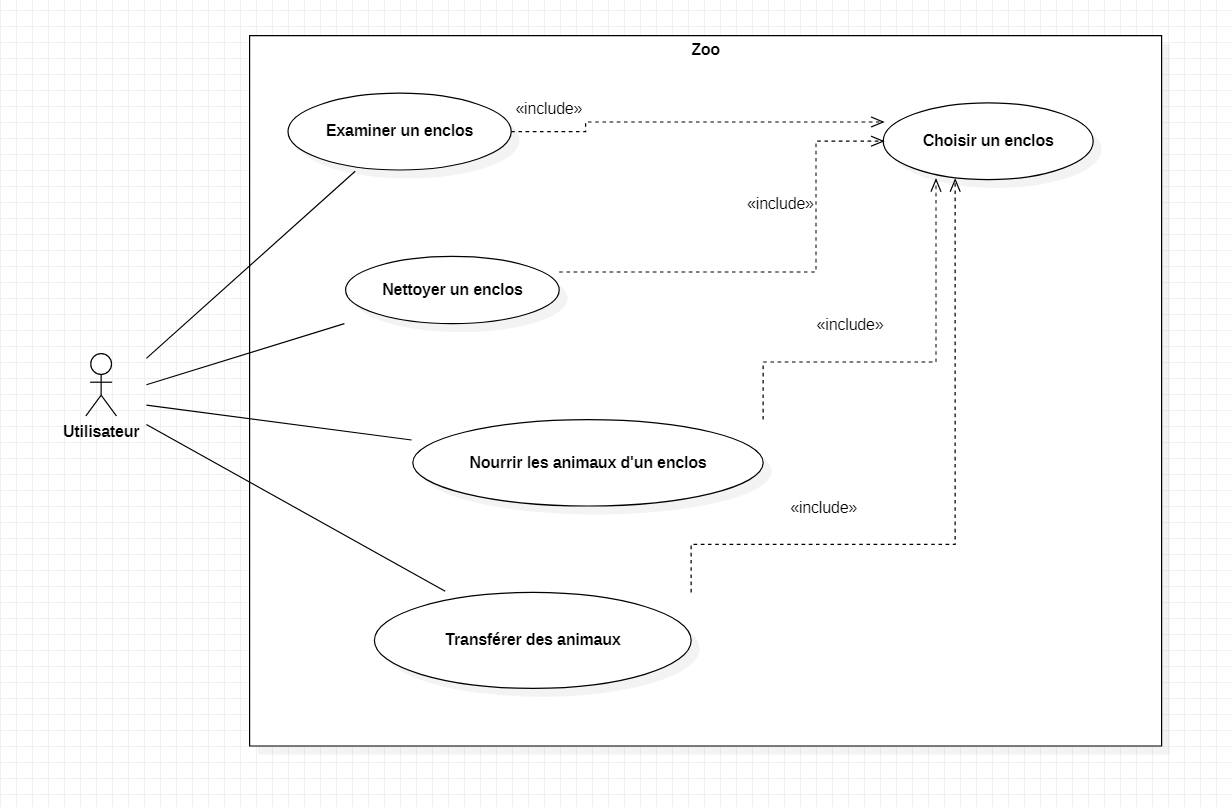 Zoo
«include»
Examiner un enclos
Choisir un enclos
«include»
Nettoyer un enclos
«include»
Utilisateur
Nourrir les animaux d'un enclos
«include»
Transférer des animaux